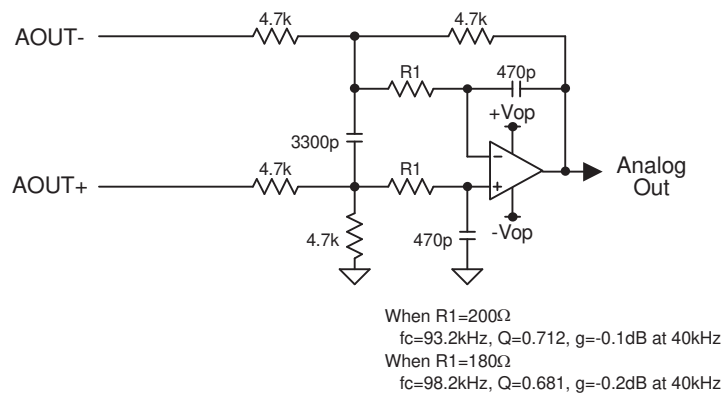 4.7k
4.7k
AOUT-
R1
470p
+Vop
3300p
4.7k
R1
AOUT+
Analog
Out
-Vop
4.7k
470p
When R1=200Ω
fc=93.2kHz, Q=0.712, g=-0.1dB at 40kHz
When R1=180Ω
fc=98.2kHz, Q=0.681, g=-0.2dB at 40kHz